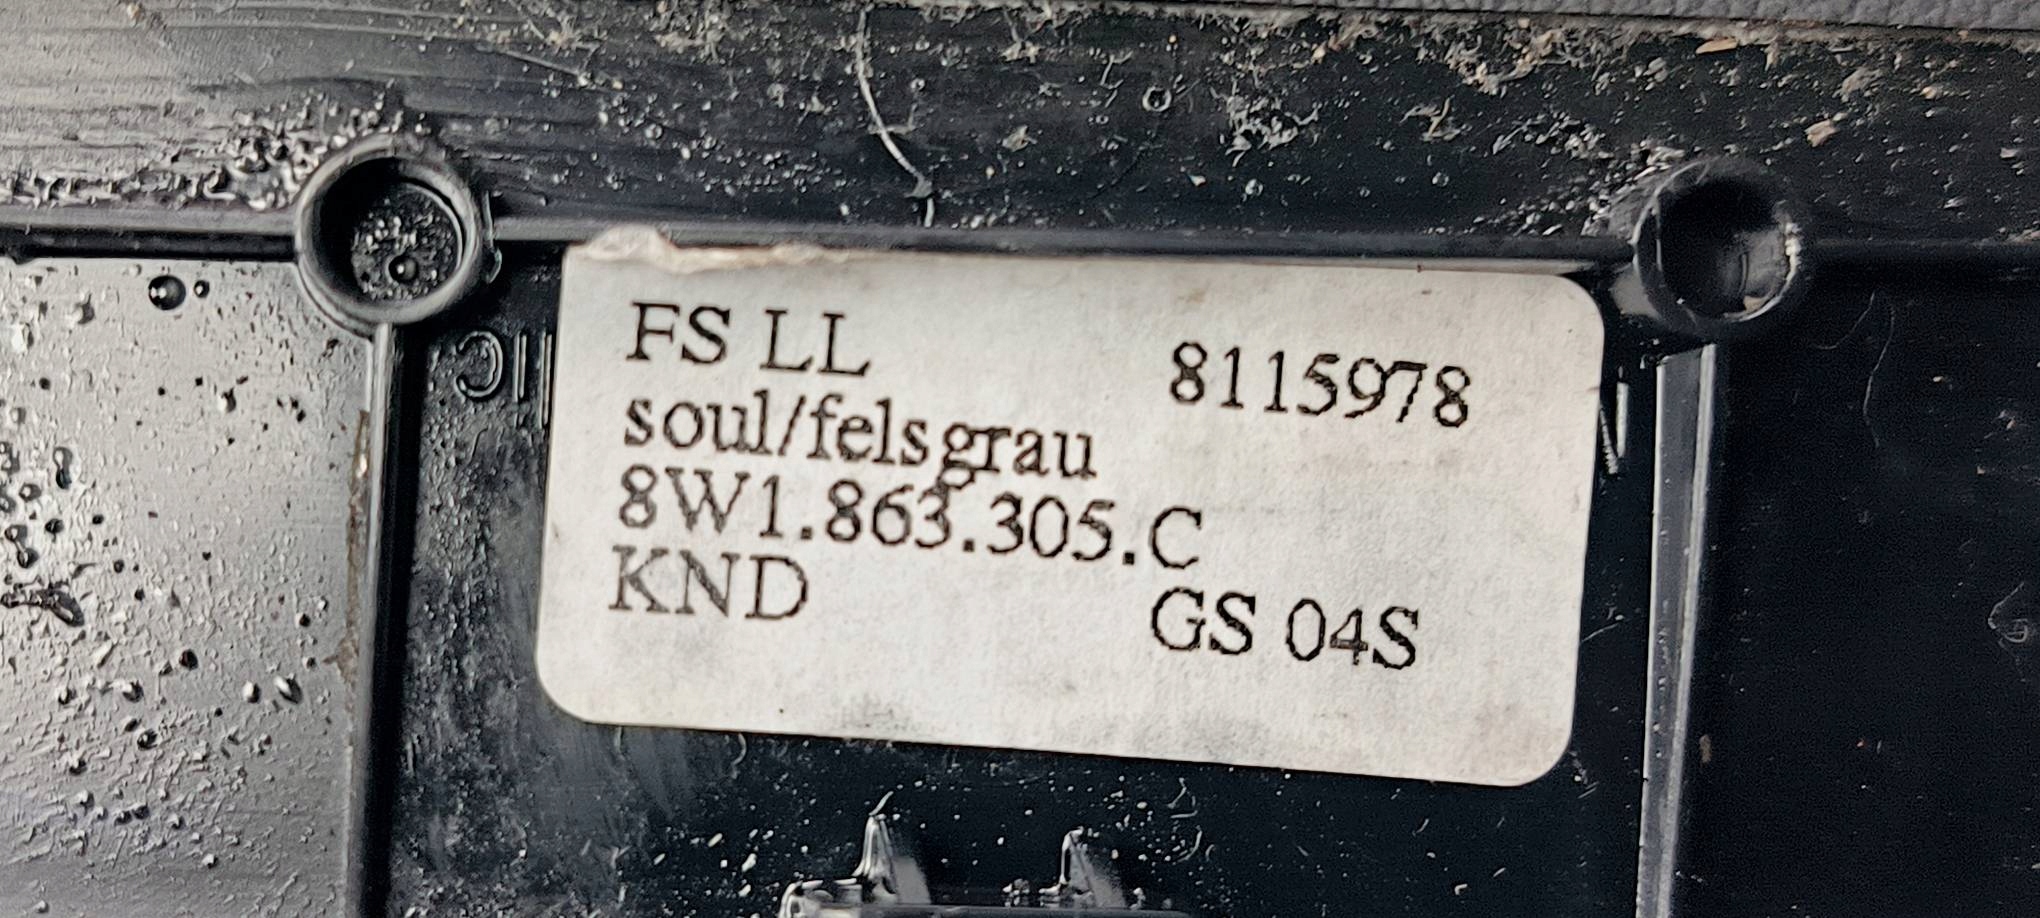 FS LL 8115978
soul/felsgrau
8W1.863.305.C
KND GS 04S